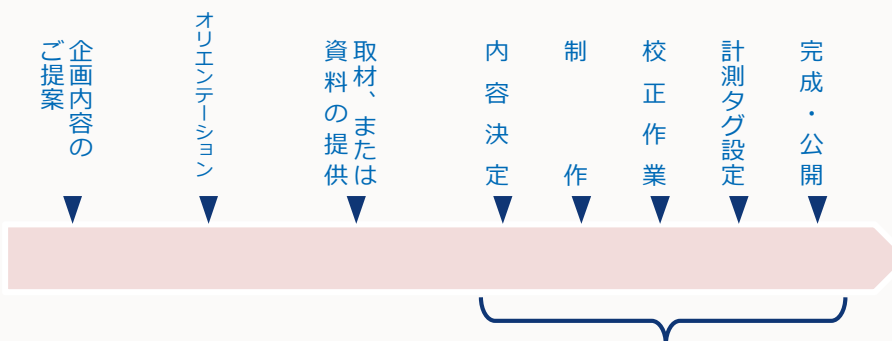 企画内容の
ご提案
オリエンテーション
取材、または
資料の提供
内容決定
制作
校正作業
計測タグ設定
完成・公開